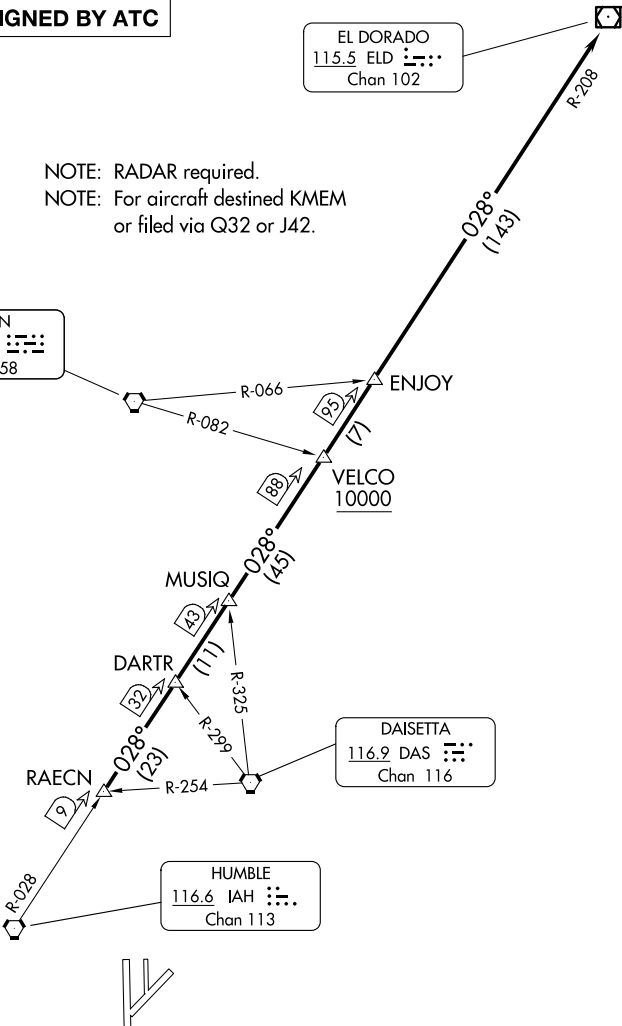 IGNED BY ATC
EL DORADO
115.5 ELD
Chan 102
R-208
NOTE: RADAR required.
NOTE: For aircraft destined KMEM
or filed via Q32 or J42.
028°
(143)
N
58
R-066
R-082
95
ENJOY
(7)
88
VELCO
10000
028°
(45)
MUSIQ
43
(11)
DARTR
32
R-325
R-299
028°
(23)
DAISETTA
116.9 DAS
Chan 116
RAECN
9
R-254
R-028
HUMBLE
116.6 IAH
Chan 113